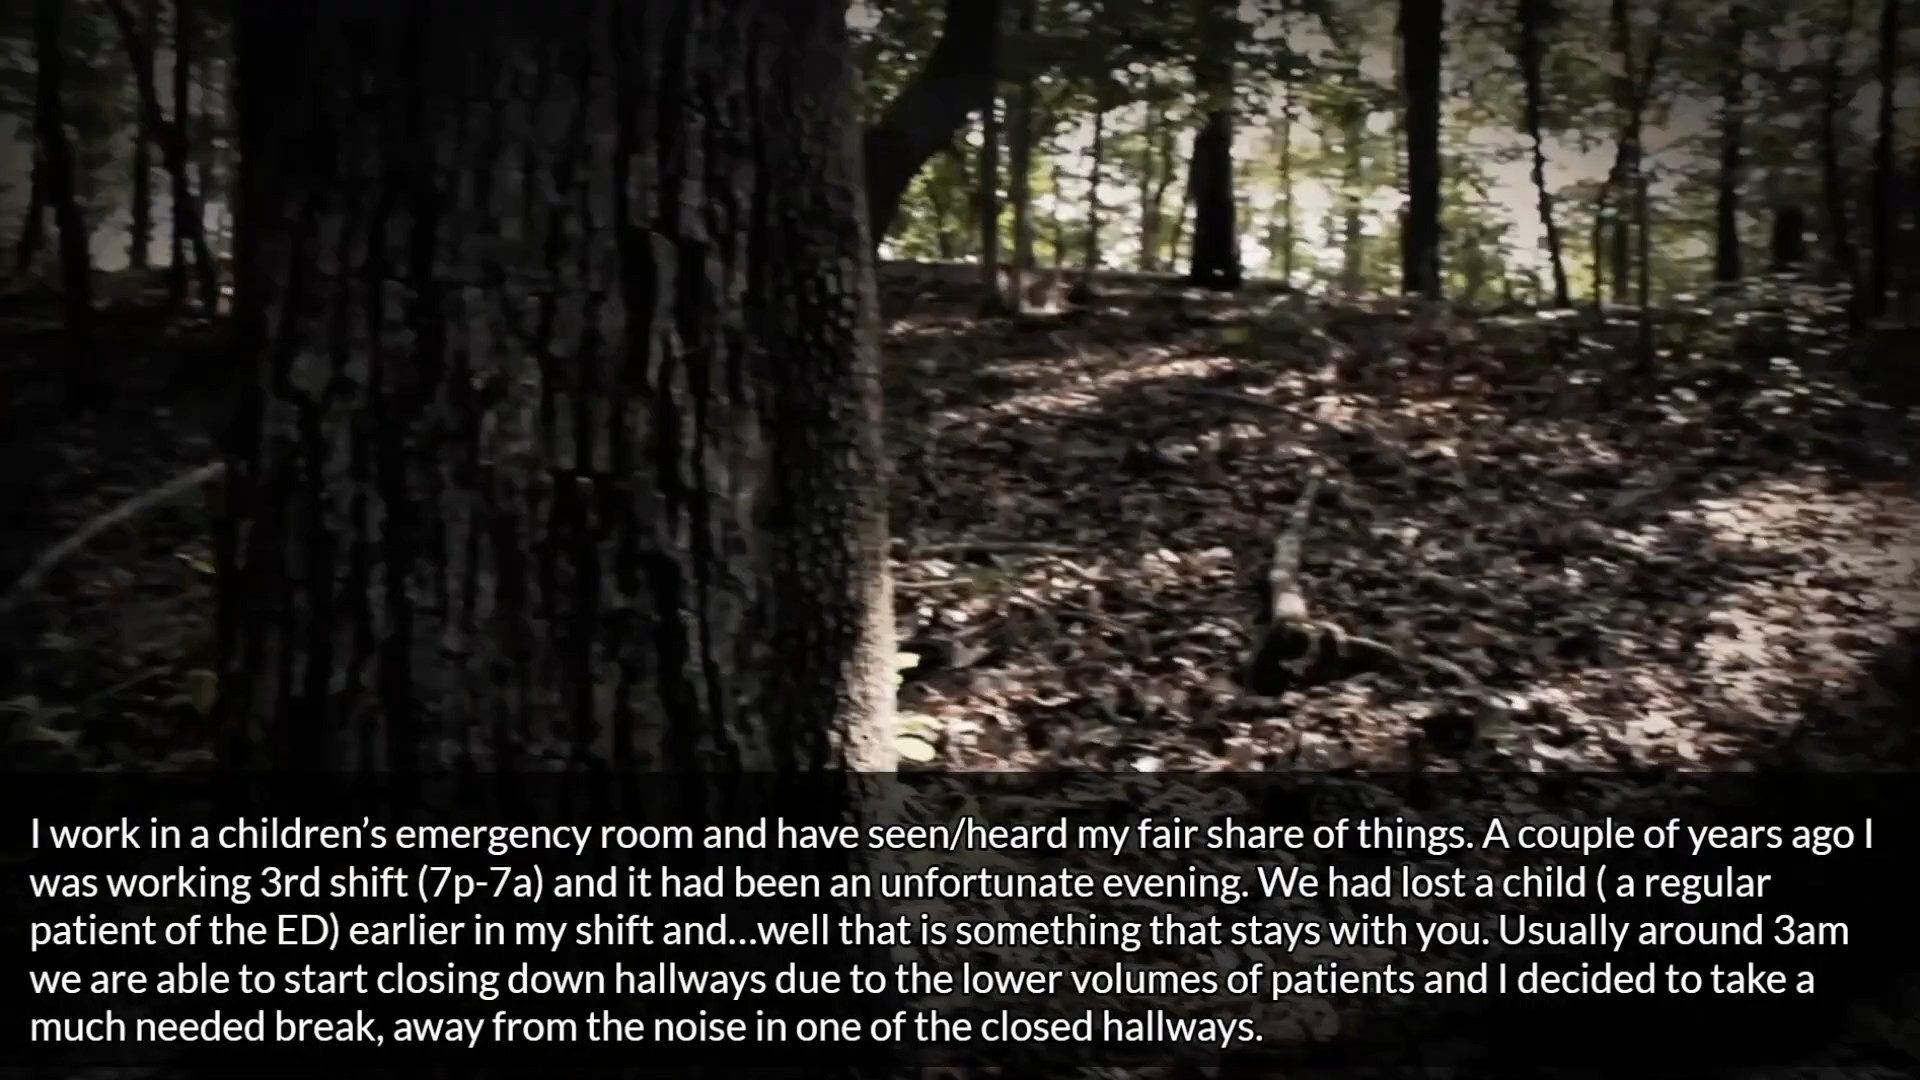 I work in a children’s emergency room and have seen/heard my fair share of things. A couple of years ago I
was working 3rd shift (7p-7a) and it had been an unfortunate evening. We had lost a child ( a regular
patient of the ED) earlier in my shift and...well that is something that stays with you. Usually around 3am
we are able to start closing down hallways due to the lower volumes of patients and I decided to take a
much needed break, away from the noise in one of the closed hallways.